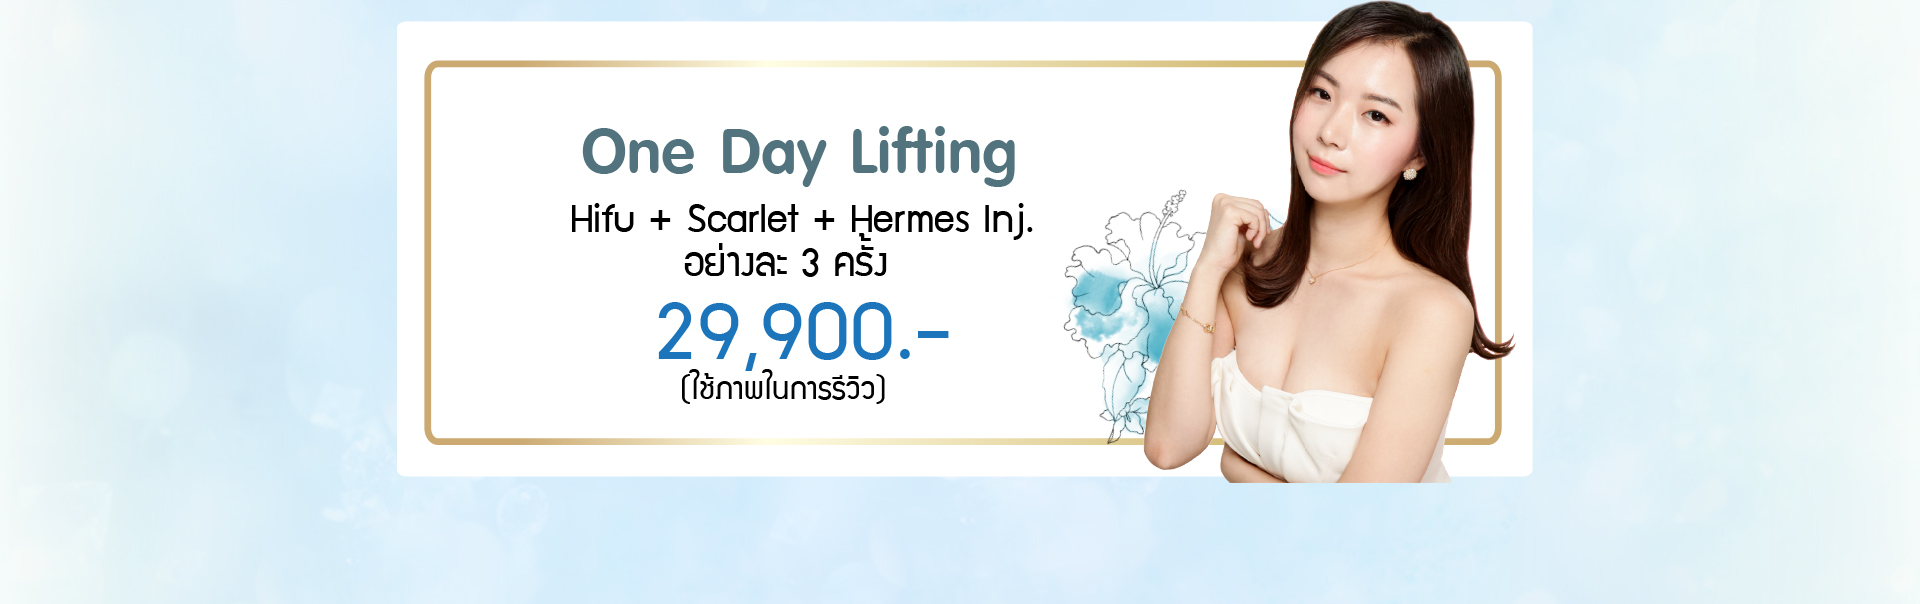 One Day Lifting
Hifu + Scarlet + Hermes Inj.
อย่างละ 3 ครั้ง
29,900.-
(ใช้ภาพในการรีวิว)